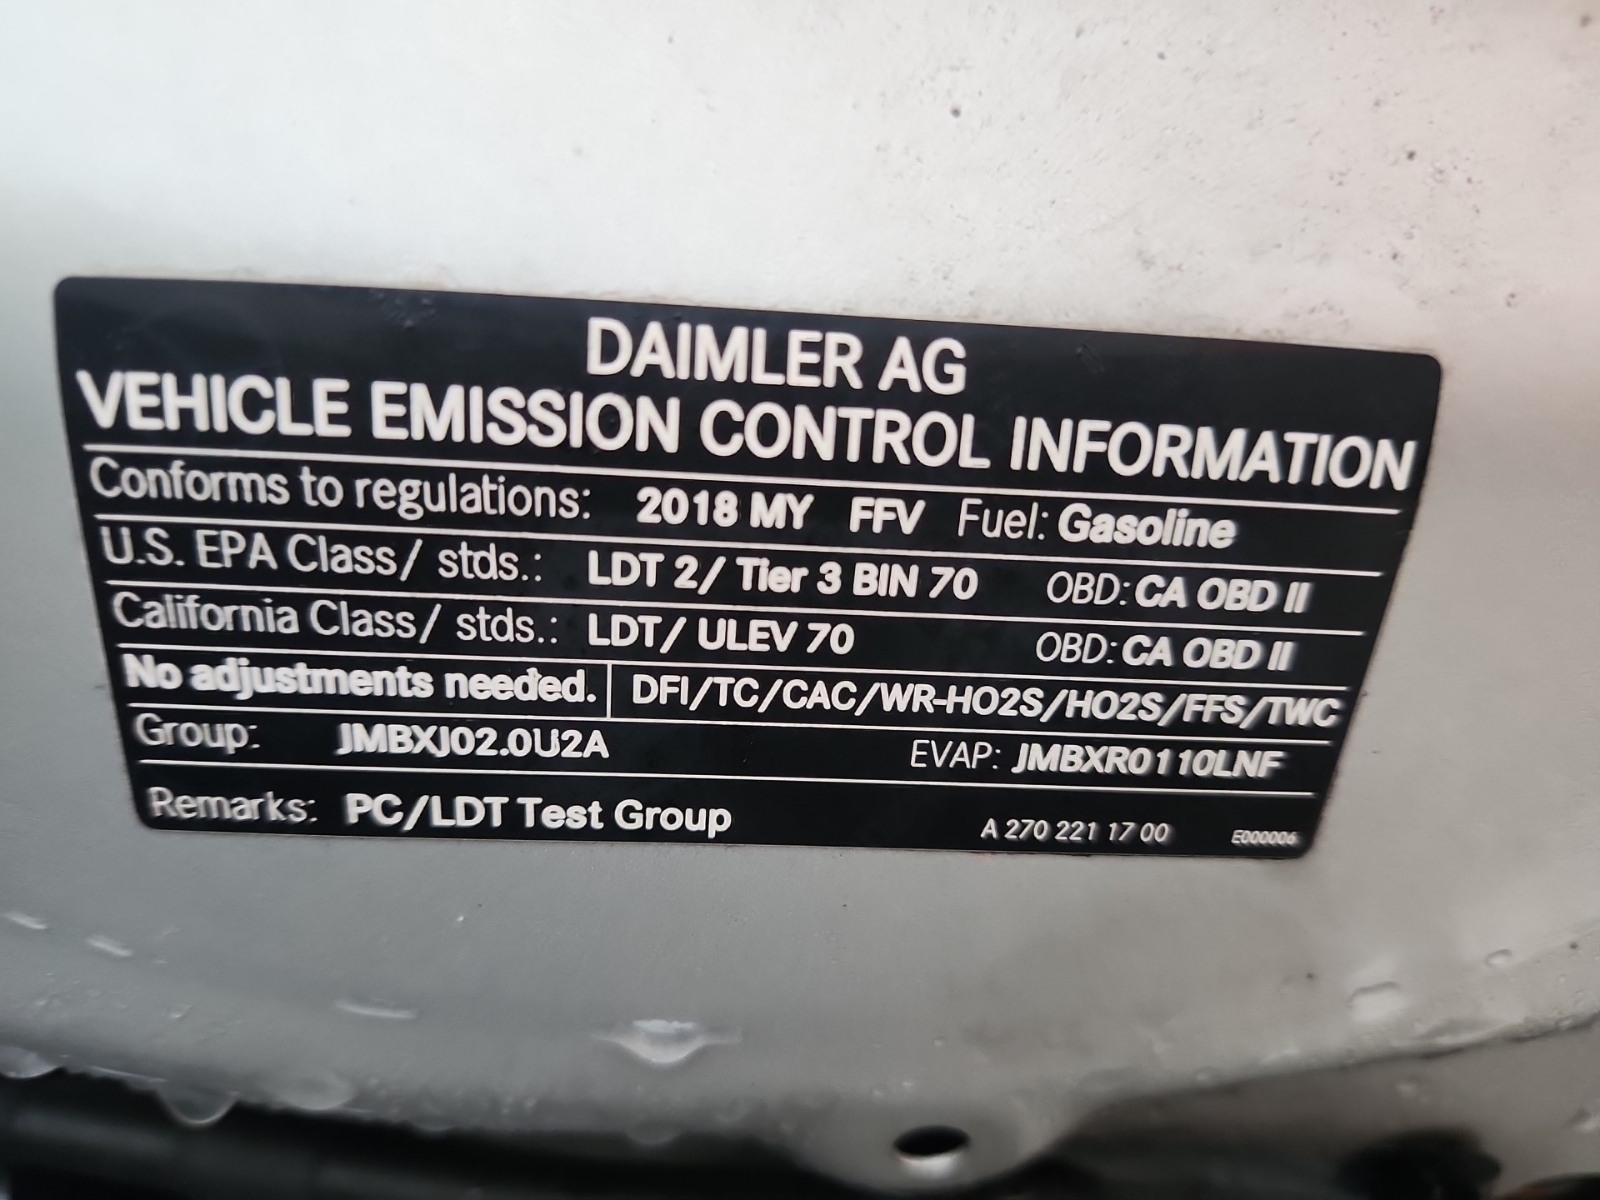 DAIMLER AG
VEHICLE EMISSION CONTROL INFORMATION
Conforms to regulations: 2018 MY FFV Fuel: Gasoline
U.S. EPA Class/ stds.: LDT 2/ Tier 3 BIN 70 OBD: CA OBD II
California Class/ stds.: LDT/ ULEV 70 OBD: CA OBD II
No adjustments needed. DFI/TC/CAC/WR-HO2S/HO2S/FFS/TWC
Group: JMBXJ02.0U2A EVAP: JMBXR0110LNF
Remarks: PC/LDT Test Group A 270 221 17 00 E000006